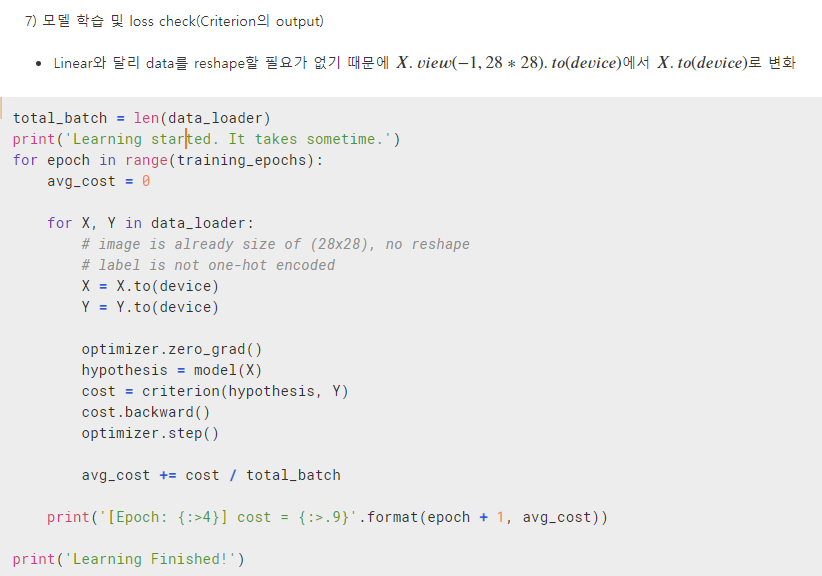 7) 모델 학습 및 loss check(Criterion의 output)
• Linear와 달리 data를 reshape할 필요가 없기 때문에 X. view(−1, 28 ∗ 28). to(device)에서 X. to(device)로 변화
total_batch = len(data_loader)
print('Learning started. It takes sometime.')
for epoch in range(training_epochs):
    avg_cost = 0
    for X, Y in data_loader:
        # image is already size of (28x28), no reshape
        # label is not one-hot encoded
        X = X.to(device)
        Y = Y.to(device)
        optimizer.zero_grad()
        hypothesis = model(X)
        cost = criterion(hypothesis, Y)
        cost.backward()
        optimizer.step()
        avg_cost += cost / total_batch
    print('[Epoch: {:>4}] cost = {:>.9}'.format(epoch + 1, avg_cost))
print('Learning Finished!')